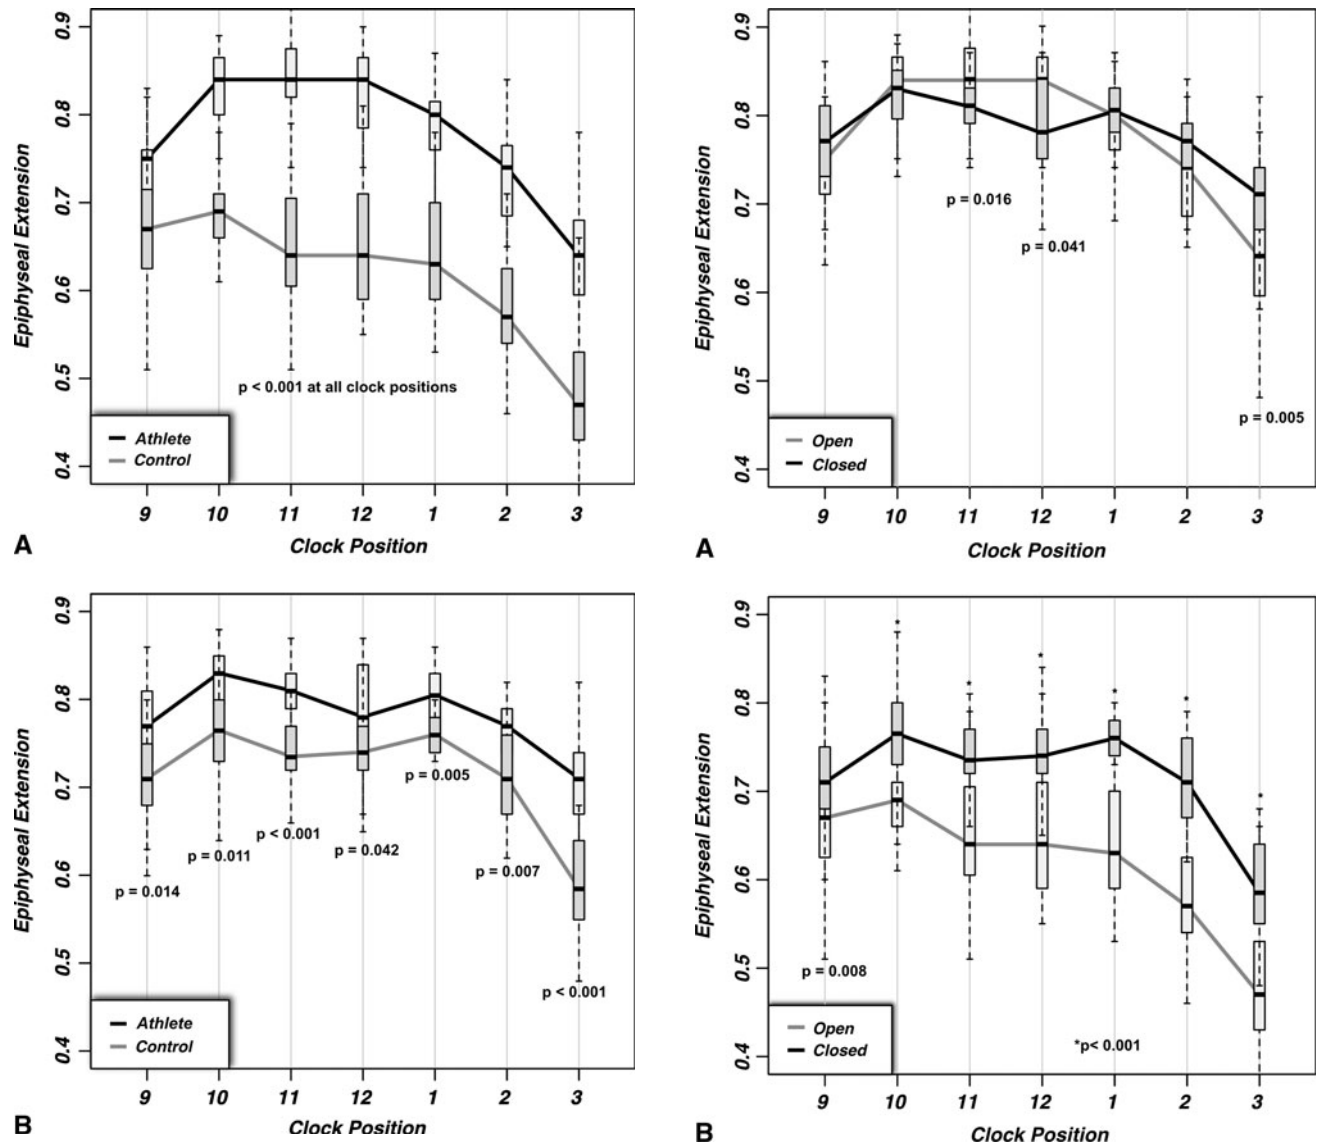 0.9
0.8
0.7
0.6
0.5
0.4
Epiphyseal Extension
p < 0.001 at all clock positions
Athlete
Control
9 10 11 12 1 2 3
Clock Position
A
0.9
0.8
0.7
0.6
0.5
0.4
Epiphyseal Extension
p = 0.016
p = 0.041
p = 0.005
Open
Closed
9 10 11 12 1 2 3
Clock Position
A
0.9
0.8
0.7
0.6
0.5
0.4
Epiphyseal Extension
p = 0.005
p < 0.001
p = 0.042
p = 0.011
p = 0.007
p = 0.014
p < 0.001
Athlete
Control
9 10 11 12 1 2 3
Clock Position
B
0.9
0.8
0.7
0.6
0.5
0.4
Epiphyseal Extension
* * * * * *
p = 0.008
*p< 0.001
Open
Closed
9 10 11 12 1 2 3
Clock Position
B